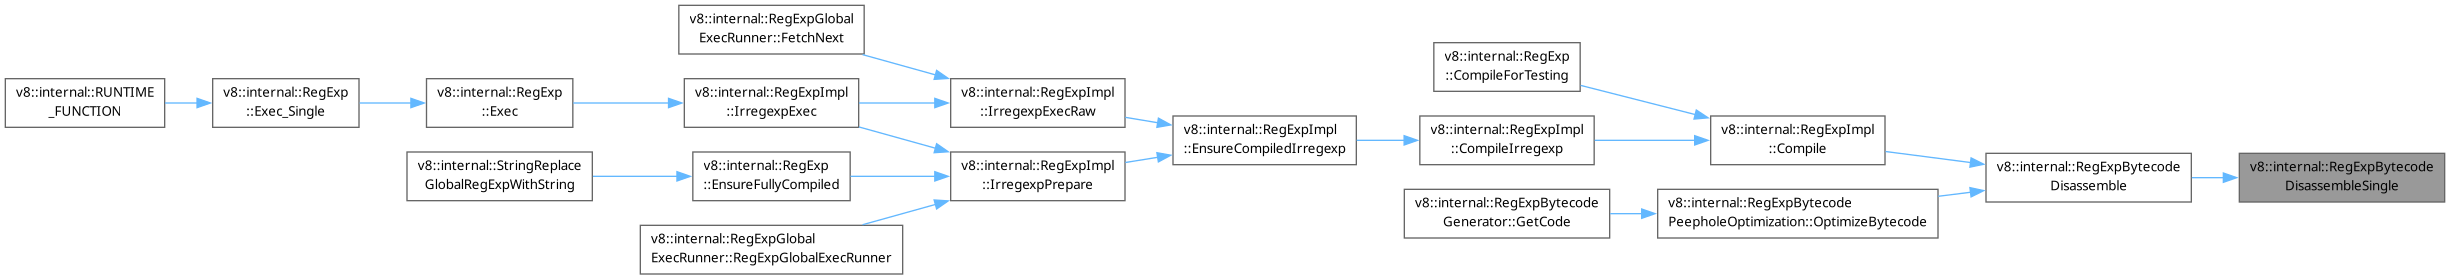 v8::internal::RUNTIME
_FUNCTION
v8::internal::RegExp
::Exec_Single
v8::internal::RegExp
::Exec
v8::internal::StringReplace
GlobalRegExpWithString
v8::internal::RegExpGlobal
ExecRunner::FetchNext
v8::internal::RegExpImpl
::IrregexpExec
v8::internal::RegExp
::EnsureFullyCompiled
v8::internal::RegExpGlobal
ExecRunner::RegExpGlobalExecRunner
v8::internal::RegExpImpl
::IrregexpExecRaw
v8::internal::RegExpImpl
::IrregexpPrepare
v8::internal::RegExpImpl
::EnsureCompiledIrregexp
v8::internal::RegExp
::CompileForTesting
v8::internal::RegExpImpl
::CompileIrregexp
v8::internal::RegExpBytecode
Generator::GetCode
v8::internal::RegExpImpl
::Compile
v8::internal::RegExpBytecode
PeepholeOptimization::OptimizeBytecode
v8::internal::RegExpBytecode
Disassemble
v8::internal::RegExpBytecode
DisassembleSingle